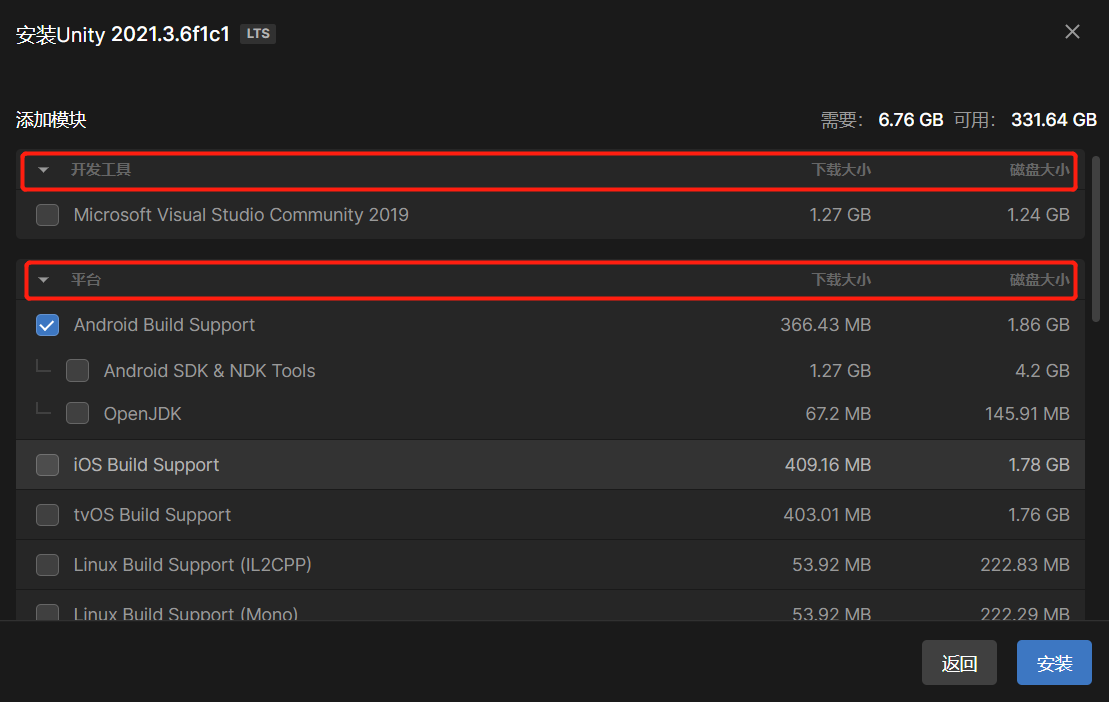 安装Unity 2021.3.6f1c1 LTS
添加模块 需要： 6.76 GB 可用： 331.64 GB
开发工具 下载大小 磁盘大小
Microsoft Visual Studio Community 2019 1.27 GB 1.24 GB
平台 下载大小 磁盘大小
Android Build Support 366.43 MB 1.86 GB
Android SDK & NDK Tools 1.27 GB 4.2 GB
OpenJDK 67.2 MB 145.91 MB
iOS Build Support 409.16 MB 1.78 GB
tvOS Build Support 403.01 MB 1.76 GB
Linux Build Support (IL2CPP) 53.92 MB 222.83 MB
Linux Build Support (Mono) 53.92 MB 222.29 MB
返回 安装